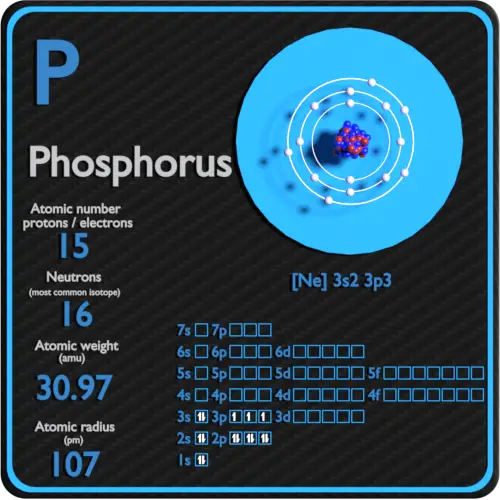 P
Phosphorus
Atomic number
protons / electrons
15
Neutrons
(most common isotope)
16
Atomic weight
(amu)
30.97
Atomic radius
(pm)
107
[Ne] 3s2 3p3
7s 7p
6s 6p 6d
5s 5p 5d 5f
4s 4p 4d 4f
3s 3p 3d
2s 2p
1s